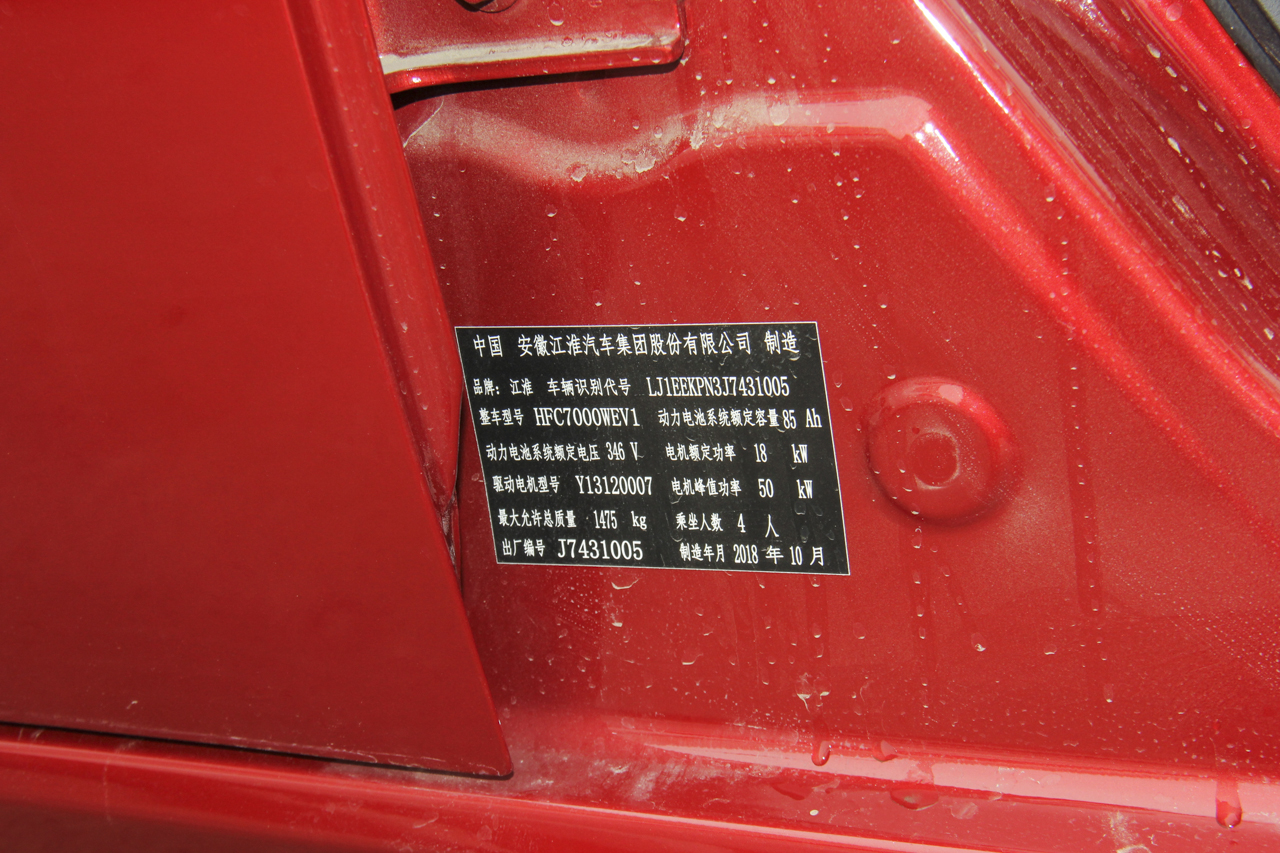 中国 安徽江淮汽车集团股份有限公司 制造
品牌：江淮 车辆识别代号 LJ1EEKPN3J7431005
整车型号 HFC7000WEV1 动力电池系统额定容量 85 Ah
动力电池系统额定电压 346 V 电机额定功率 18 kW
驱动电机型号 Y13120007 电机峰值功率 50 kW
最大允许总质量 1475 kg 乘坐人数 4 人
出厂编号 J7431005 制造年月 2018 年 10 月